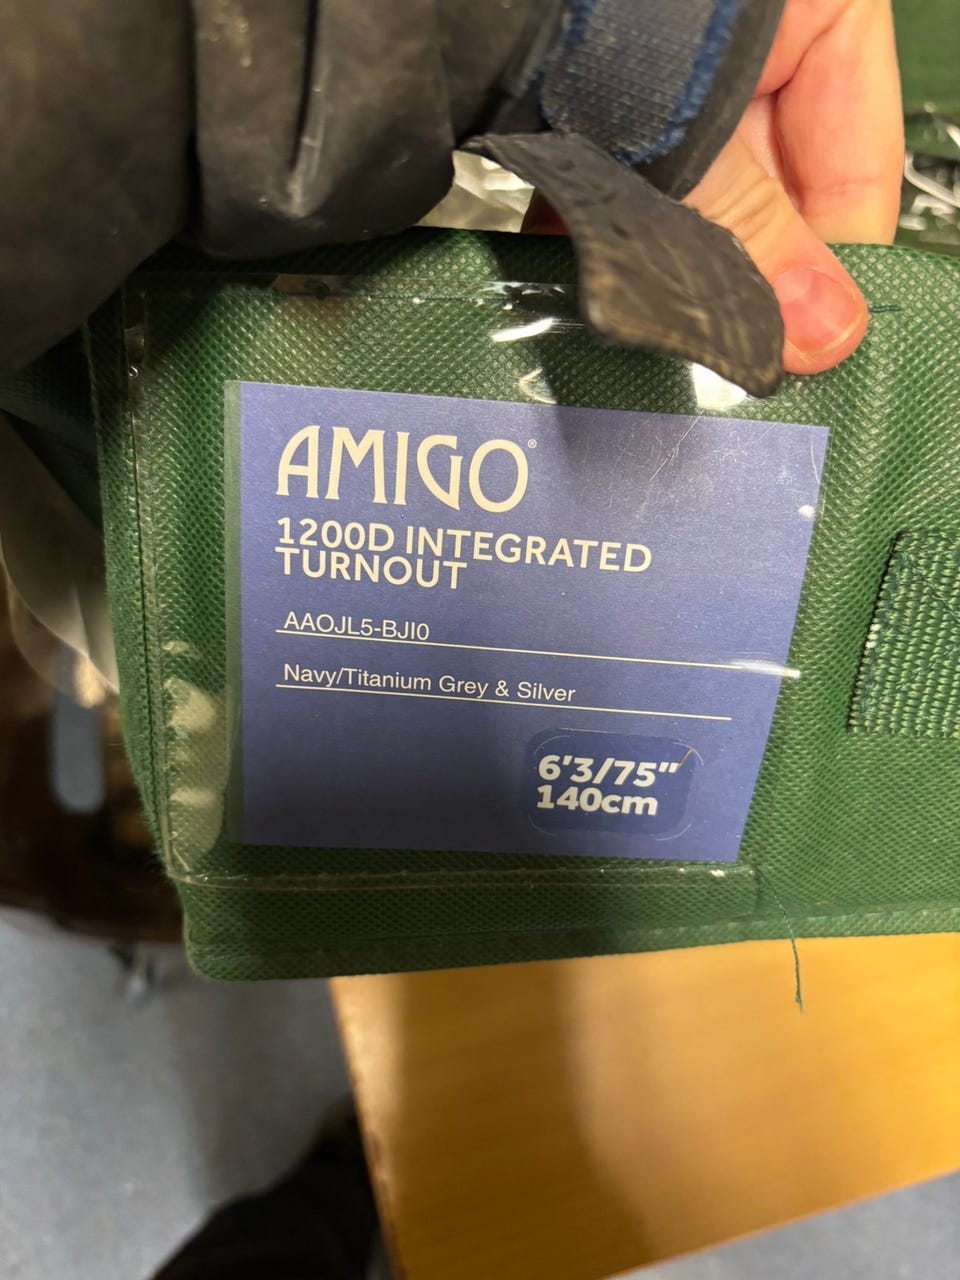 AMIGO®
1200D INTEGRATED
TURNOUT
AAOJL5-BJI0
Navy/Titanium Grey & Silver
6'3/75"
140cm